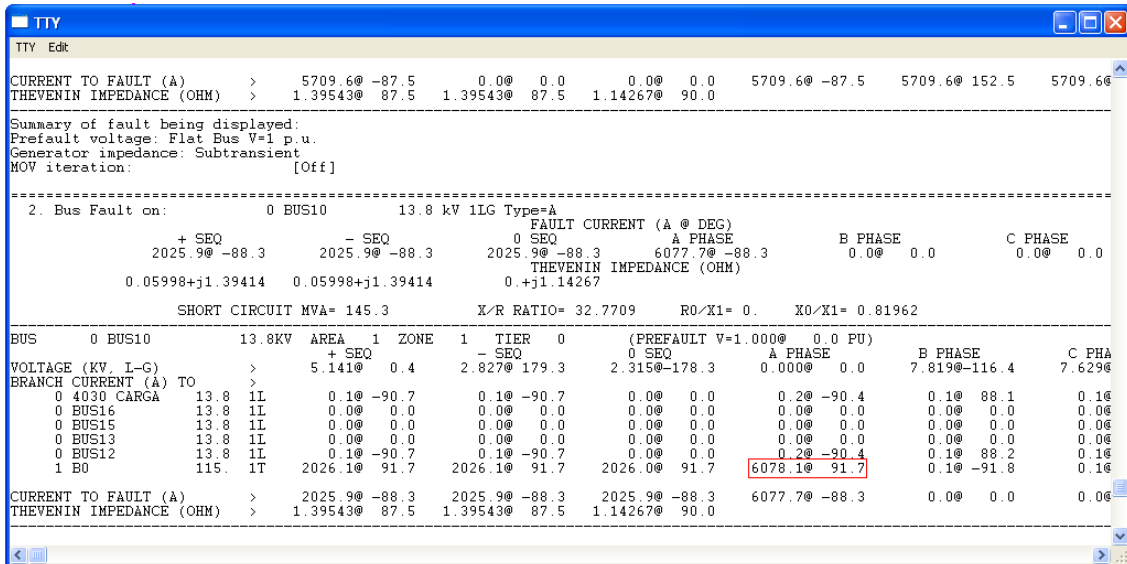 TTY
TTY Edit
CURRENT TO FAULT (A) > 5709.6@ -87.5 0.0@ 0.0 0.0@ 0.0 5709.6@ -87.5 5709.6@ 152.5 5709.6@
THEVENIN IMPEDANCE (OHM) > 1.39543@ 87.5 1.39543@ 87.5 1.14267@ 90.0
Summary of fault being displayed:
Prefault voltage: Flat Bus V=1 p.u.
Generator impedance: Subtransient
MOV iteration: [Off]
2. Bus Fault on: 0 BUS10 13.8 kV 1LG Type=A
FAULT CURRENT (A @ DEG)
+ SEQ - SEQ 0 SEQ A PHASE B PHASE C PHASE
2025.9@ -88.3 2025.9@ -88.3 2025.9@ -88.3 6077.7@ -88.3 0.0@ 0.0 0.0@ 0.0
THEVENIN IMPEDANCE (OHM)
0.05998+j1.39414 0.05998+j1.39414 0.+j1.14267
SHORT CIRCUIT MVA= 145.3 X/R RATIO= 32.7709 R0/X1= 0. X0/X1= 0.81962
BUS 0 BUS10 13.8KV AREA 1 ZONE 1 TIER 0 (PREFAULT V=1.000@ 0.0 PU)
+ SEQ - SEQ 0 SEQ A PHASE B PHASE C PHA
VOLTAGE (KV, L-G) > 5.141@ 0.4 2.827@ 179.3 2.315@-178.3 0.000@ 0.0 7.819@-116.4 7.629@
BRANCH CURRENT (A) TO >
0 4030 CARGA 13.8 1L 0.1@ -90.7 0.1@ -90.7 0.0@ 0.0 0.2@ -90.4 0.1@ 88.1 0.1@
0 BUS16 13.8 1L 0.0@ 0.0 0.0@ 0.0 0.0@ 0.0 0.0@ 0.0 0.0@ 0.0 0.0@
0 BUS15 13.8 1L 0.0@ 0.0 0.0@ 0.0 0.0@ 0.0 0.0@ 0.0 0.0@ 0.0 0.0@
0 BUS13 13.8 1L 0.0@ 0.0 0.0@ 0.0 0.0@ 0.0 0.0@ 0.0 0.0@ 0.0 0.0@
0 BUS12 13.8 1L 0.1@ -90.7 0.1@ -90.7 0.0@ 0.0 0.2@ -90.4 0.1@ 88.2 0.1@
1 B0 115. 1T 2026.1@ 91.7 2026.1@ 91.7 2026.0@ 91.7 6078.1@ 91.7 0.1@ -91.8 0.1@
CURRENT TO FAULT (A) > 2025.9@ -88.3 2025.9@ -88.3 2025.9@ -88.3 6077.7@ -88.3 0.0@ 0.0 0.0@
THEVENIN IMPEDANCE (OHM) > 1.39543@ 87.5 1.39543@ 87.5 1.14267@ 90.0